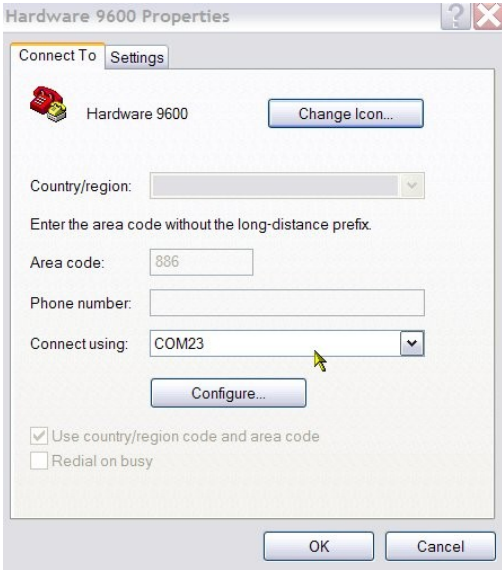 Hardware 9600 Properties
Connect To Settings
Hardware 9600 Change Icon...
Country/region:
Enter the area code without the long-distance prefix.
Area code: 886
Phone number:
Connect using: COM23
Configure...
Use country/region code and area code
Redial on busy
OK Cancel